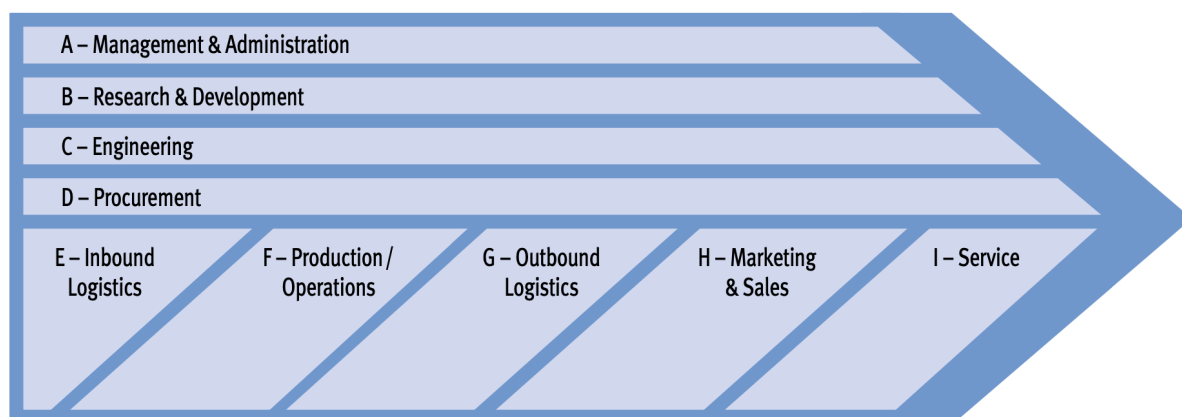 A – Management & Administration
B – Research & Development
C – Engineering
D – Procurement
E – Inbound
Logistics
F – Production /
Operations
G – Outbound
Logistics
H – Marketing
& Sales
I – Service